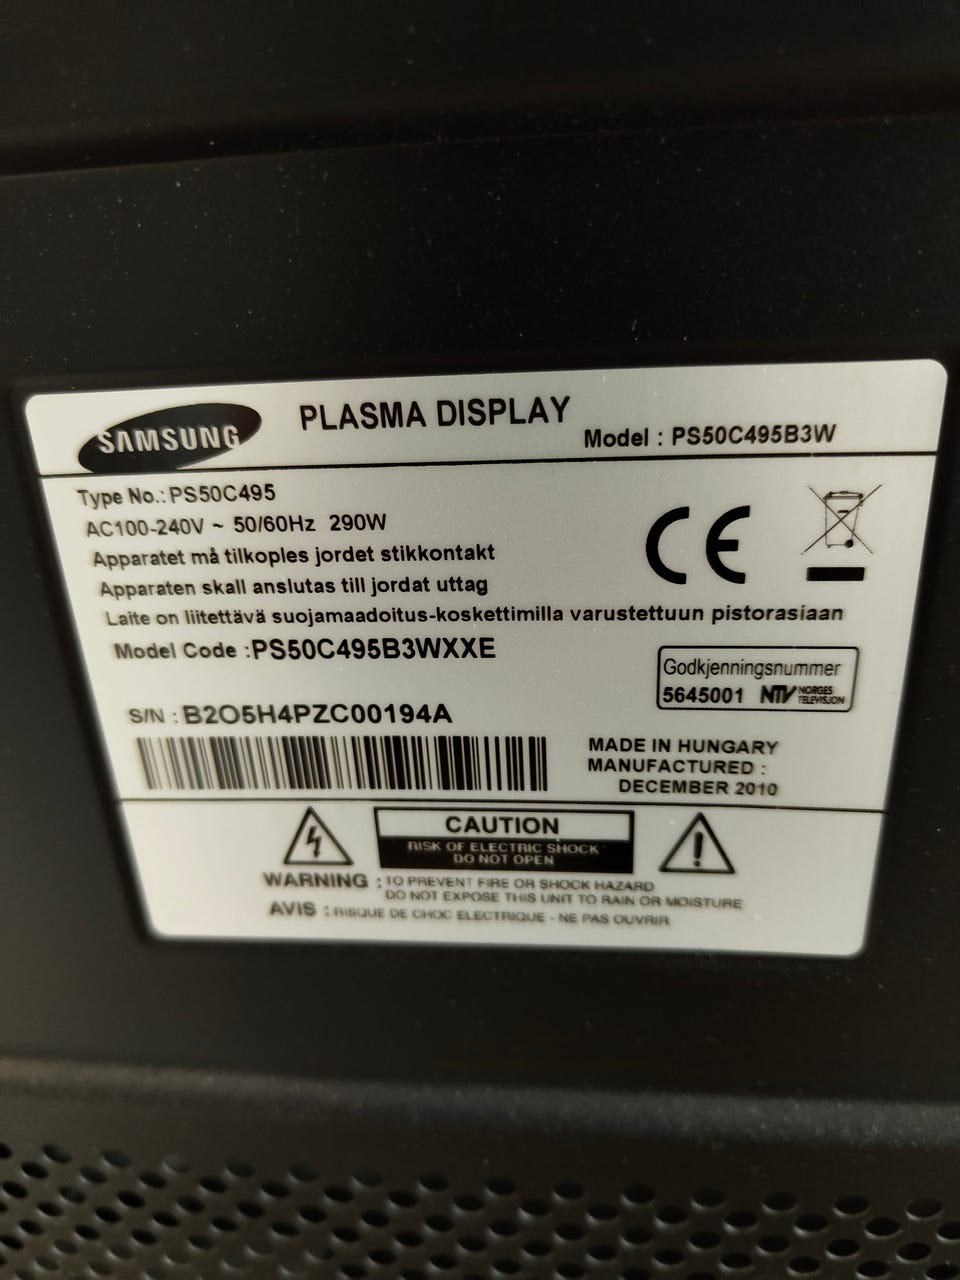 SAMSUNG
PLASMA DISPLAY
Model : PS50C495B3W
Type No.: PS50C495
AC100-240V ~ 50/60Hz 290W
Apparatet må tilkoples jordet stikkontakt
Apparaten skall anslutas till jordat uttag
Laite on liitettävä suojamaadoitus-koskettimilla varustettuun pistorasiaan
CE
Model Code :PS50C495B3WXXE
Godkjenningsnummer
5645001 NTV NORGES
TELEVISJON
S/N : B2O5H4PZC00194A
MADE IN HUNGARY
MANUFACTURED :
DECEMBER 2010
CAUTION
RISK OF ELECTRIC SHOCK
DO NOT OPEN
WARNING : TO PREVENT FIRE OR SHOCK HAZARD
DO NOT EXPOSE THIS UNIT TO RAIN OR MOISTURE
AVIS : RISQUE DE CHOC ELECTRIQUE - NE PAS OUVRIR